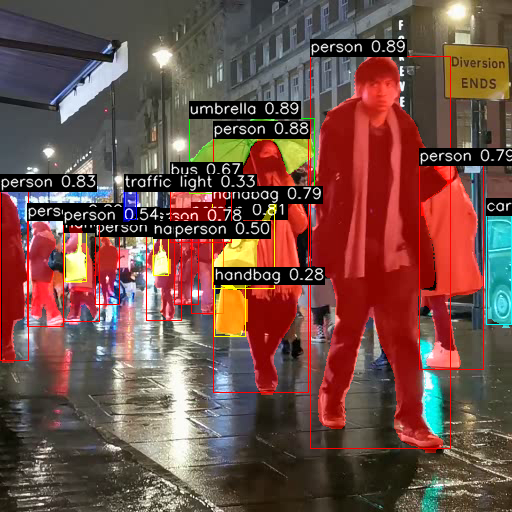 person 0.89
FOREVE
Diversion
ENDS
umbrella 0.89
person 0.88
person 0.79
bus 0.67
person 0.83
traffic light 0.33
handbag 0.79
car
0.81
0.78
0.54
person
person 0.50
handbag 0.28